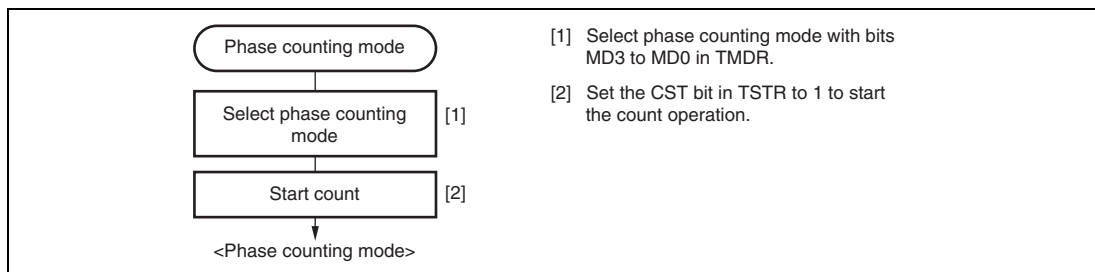 Phase counting mode
Select phase counting
mode
[1]
Start count
[2]
<Phase counting mode>
[1] Select phase counting mode with bits
MD3 to MD0 in TMDR.
[2] Set the CST bit in TSTR to 1 to start
the count operation.